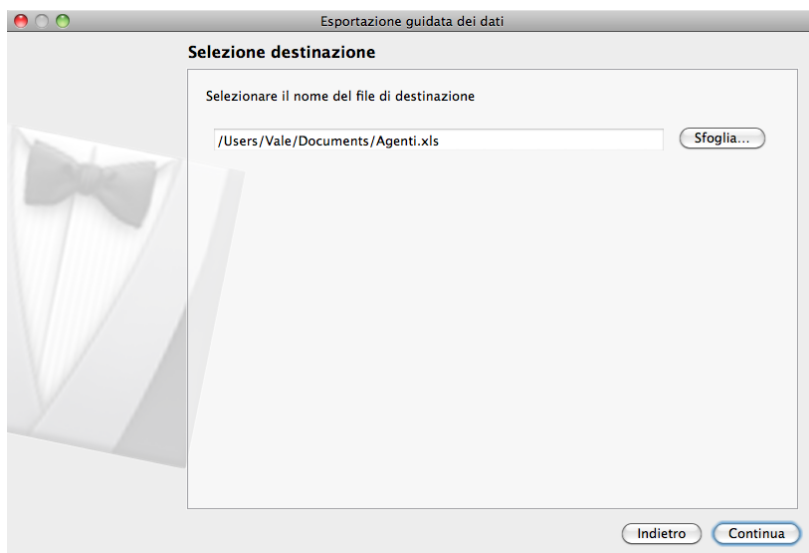 Esportazione guidata dei dati
Selezione destinazione
Selezionare il nome del file di destinazione
/Users/Vale/Documents/Agenti.xls
Sfoglia...
Indietro
Continua